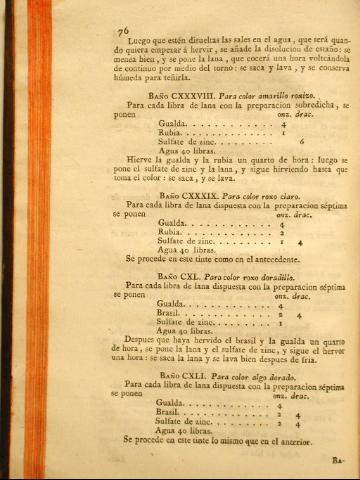 76
Luego que estén disueltas las sales en el agua, que será quan-
do quiera empezar á hervir, se añade la disolucion de estaño: se
menea bien, y se pone la lana, que cocerá una hora volteándola
de continuo por medio del torno: se saca y lava, y se conserva
húmeda para teñirla.
BAÑO CXXXVIII. Para color amarillo roxizo.
Para cada libra de lana con la preparacion sobredicha, se
ponen onz. drac.
Gualda. . . . . . . . . . . . 4
Rubia. . . . . . . . . . . . . 1
Sulfate de zinc. . . . . . . . . 6
Agua 40 libras.
Hierve la gualda y la rubia un quarto de hora: luego se
pone el sulfate de zinc y la lana, y sigue hirviendo hasta que
toma el color: se saca, y se lava.
BAÑO CXXXIX. Para color roxo claro.
Para cada libra de lana dispuesta con la preparacion séptima
se ponen onz. drac.
Gualda. . . . . . . . . . . . 4
Rubia. . . . . . . . . . . . . 2
Sulfate de zinc. . . . . . . . 1 4
Agua 40 libras.
Se procede en este tinte como en el antecedente.
BAÑO CXL. Para color roxo doradillo.
Para cada libra de lana dispuesta con la preparacion séptima
se ponen onz. drac.
Gualda. . . . . . . . . . . . 4
Brasil. . . . . . . . . . . . . 2 4
Sulfate de zinc. . . . . . . . 1
Agua 40 libras.
Despues que haya hervido el brasil y la gualda un quarto
de hora, se pone la lana y el sulfate de zinc, y sigue el hervor
una hora: se saca la lana y se lava bien despues de fria.
BAÑO CXLI. Para color algo dorado.
Para cada libra de lana dispuesta con la preparacion séptima
se ponen onz. drac.
Gualda. . . . . . . . . . . . 4
Brasil. . . . . . . . . . . . . 2 4
Sulfate de zinc. . . . . . . . 2 4
Agua 40 libras.
Se procede en este tinte lo mismo que en el anterior.
BA-